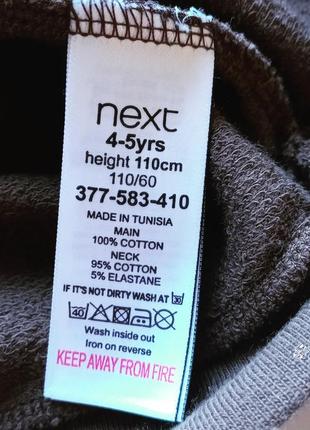 next
4-5yrs
height 110cm
110/60
377-583-410
MADE IN TUNISIA
MAIN
100% COTTON
NECK
95% COTTON
5% ELASTANE
IF IT'S NOT DIRTY WASH AT 30
40
Wash inside out
Iron on reverse
KEEP AWAY FROM FIRE